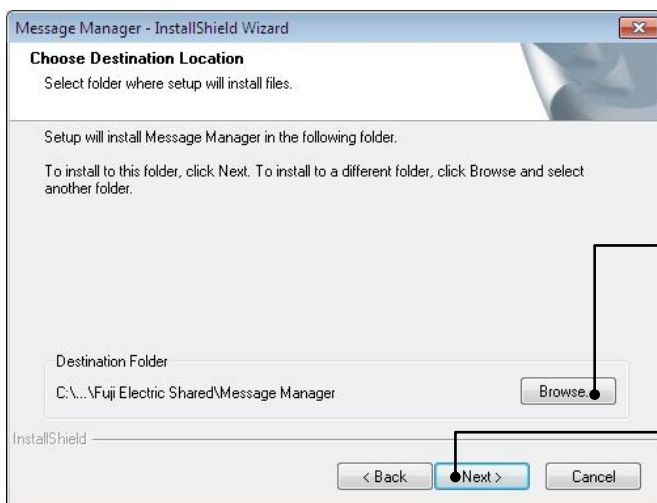 Message Manager - InstallShield Wizard
Choose Destination Location
Select folder where setup will install files.
Setup will install Message Manager in the following folder.
To install to this folder, click Next. To install to a different folder, click Browse and select
another folder.
Destination Folder
C:\...\Fuji Electric Shared\Message Manager
Browse...
InstallShield
< Back
Next >
Cancel